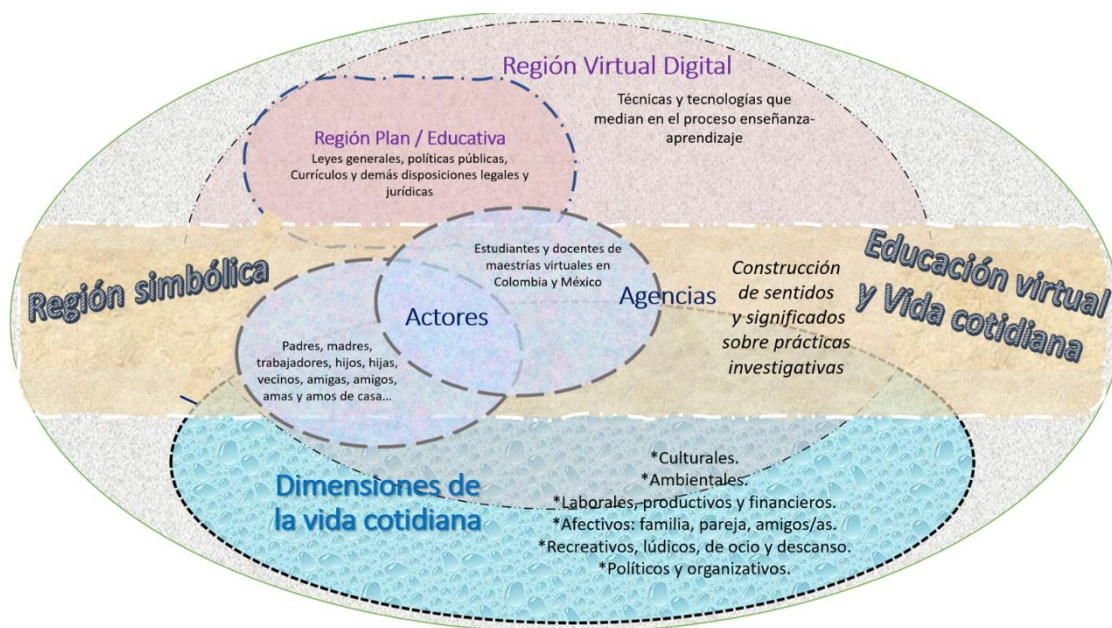 Región Virtual Digital
Técnicas y tecnologías que
median en el proceso enseñanza-
aprendizaje
Región Plan / Educativa
Leyes generales, políticas públicas,
Currículos y demás disposiciones legales y
jurídicas
Región simbólica
Estudiantes y docentes de
maestrías virtuales en
Colombia y México
Actores
Agencias
Padres, madres,
trabajadores, hijos, hijas,
vecinos, amigas, amigos,
amas y amos de casa...
Construcción
de sentidos
y significados
sobre prácticas
investigativas
Educación virtual
y Vida cotidiana
Dimensiones de
la vida cotidiana
*Culturales.
*Ambientales.
*Laborales, productivos y financieros.
*Afectivos: familia, pareja, amigos/as.
*Recreativos, lúdicos, de ocio y descanso.
*Políticos y organizativos.